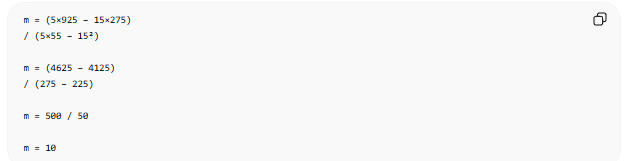 m = (5×925 − 15×275)
/ (5×55 − 15²)
m = (4625 − 4125)
/ (275 − 225)
m = 500 / 50
m = 10